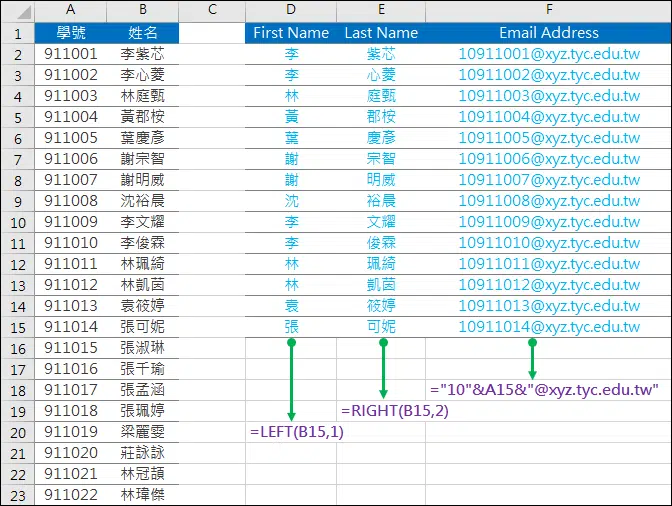 A B C D E F
1 學號 姓名 First Name Last Name Email Address
2 911001 李紫芯 李 紫芯 10911001@xyz.tyc.edu.tw
3 911002 李心菱 李 心菱 10911002@xyz.tyc.edu.tw
4 911003 林庭甄 林 庭甄 10911003@xyz.tyc.edu.tw
5 911004 黃郡桉 黃 郡桉 10911004@xyz.tyc.edu.tw
6 911005 葉慶彥 葉 慶彥 10911005@xyz.tyc.edu.tw
7 911006 謝宗智 謝 宗智 10911006@xyz.tyc.edu.tw
8 911007 謝明威 謝 明威 10911007@xyz.tyc.edu.tw
9 911008 沈裕晨 沈 裕晨 10911008@xyz.tyc.edu.tw
10 911009 李文耀 李 文耀 10911009@xyz.tyc.edu.tw
11 911010 李俊霖 李 俊霖 10911010@xyz.tyc.edu.tw
12 911011 林珮綺 林 珮綺 10911011@xyz.tyc.edu.tw
13 911012 林凱茵 林 凱茵 10911012@xyz.tyc.edu.tw
14 911013 袁筱婷 袁 筱婷 10911013@xyz.tyc.edu.tw
15 911014 張可妮 張 可妮 10911014@xyz.tyc.edu.tw
16 911015 張淑琳
17 911016 張千瑜
18 911017 張孟涵 ="10"&A15&"@xyz.tyc.edu.tw"
19 911018 張珮婷 =RIGHT(B15,2)
20 911019 梁麗雯 =LEFT(B15,1)
21 911020 莊詠詠
22 911021 林冠頡
23 911022 林瑋傑